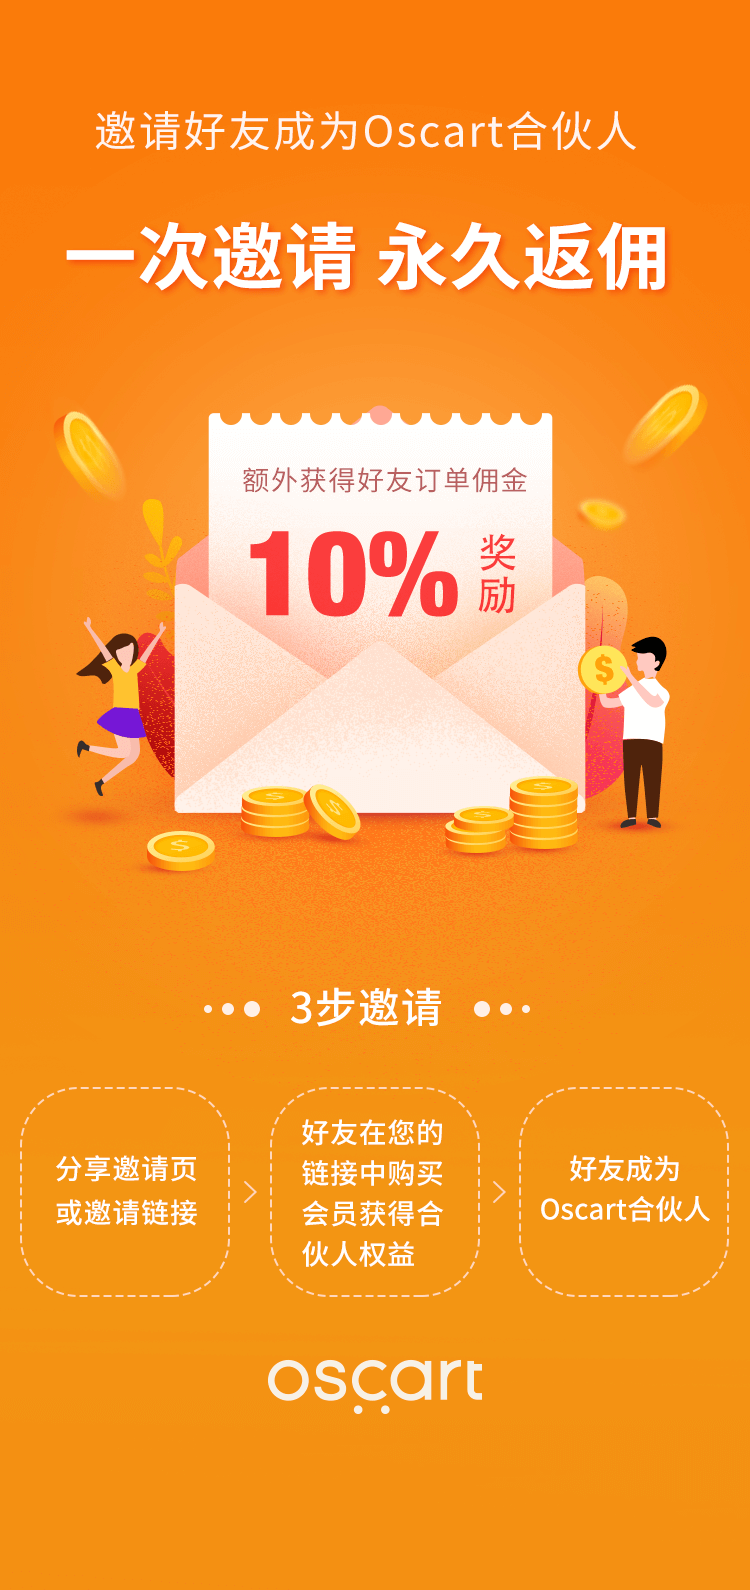 邀请好友成为Oscart合伙人
一次邀请 永久返佣
额外获得好友订单佣金
10% 奖励
$
3步邀请
分享邀请页
或邀请链接
好友在您的
链接中购买
会员获得合
伙人权益
好友成为
Oscart合伙人
oscart